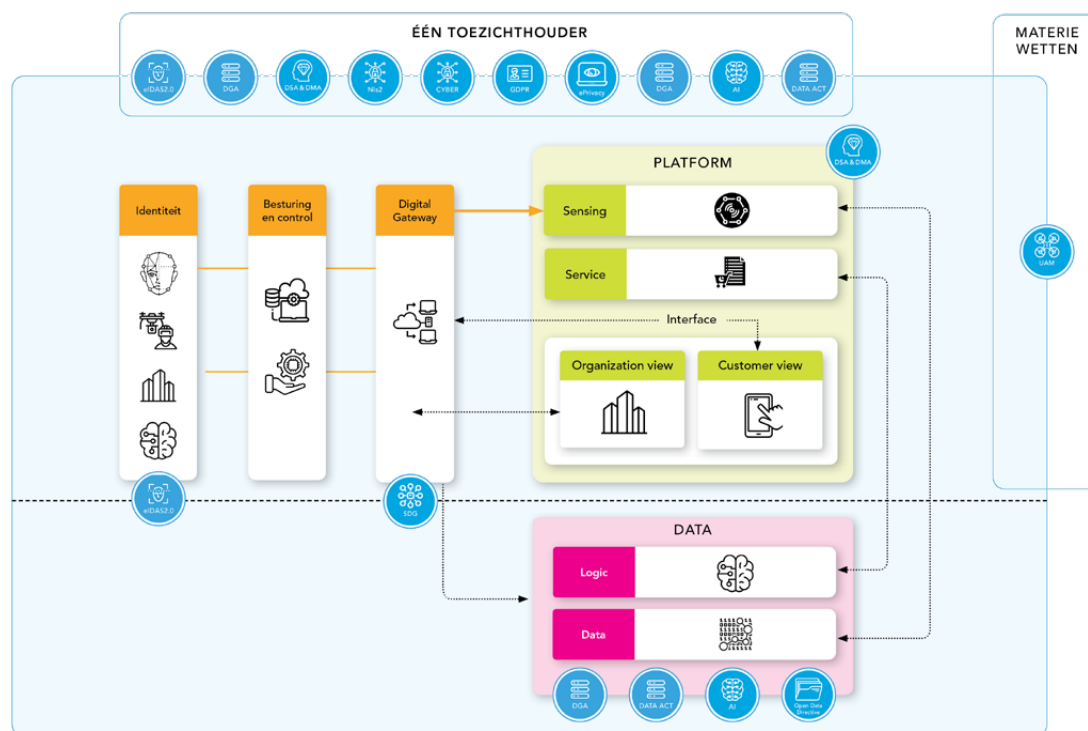 ÉÉN TOEZICHTHOUDER
MATERIE
WETTEN
eIDAS2.0
DGA
DSA & DMA
Nis2
CYBER
GDPR
ePrivacy
DGA
AI
DATA ACT
PLATFORM
DSA & DMA
Identiteit
Besturing
en control
Digital
Gateway
Sensing
Service
UAM
Interface
Organization view
Customer view
eIDAS2.0
SDG
DATA
Logic
Data
DGA
DATA ACT
AI
Open Data
Directive